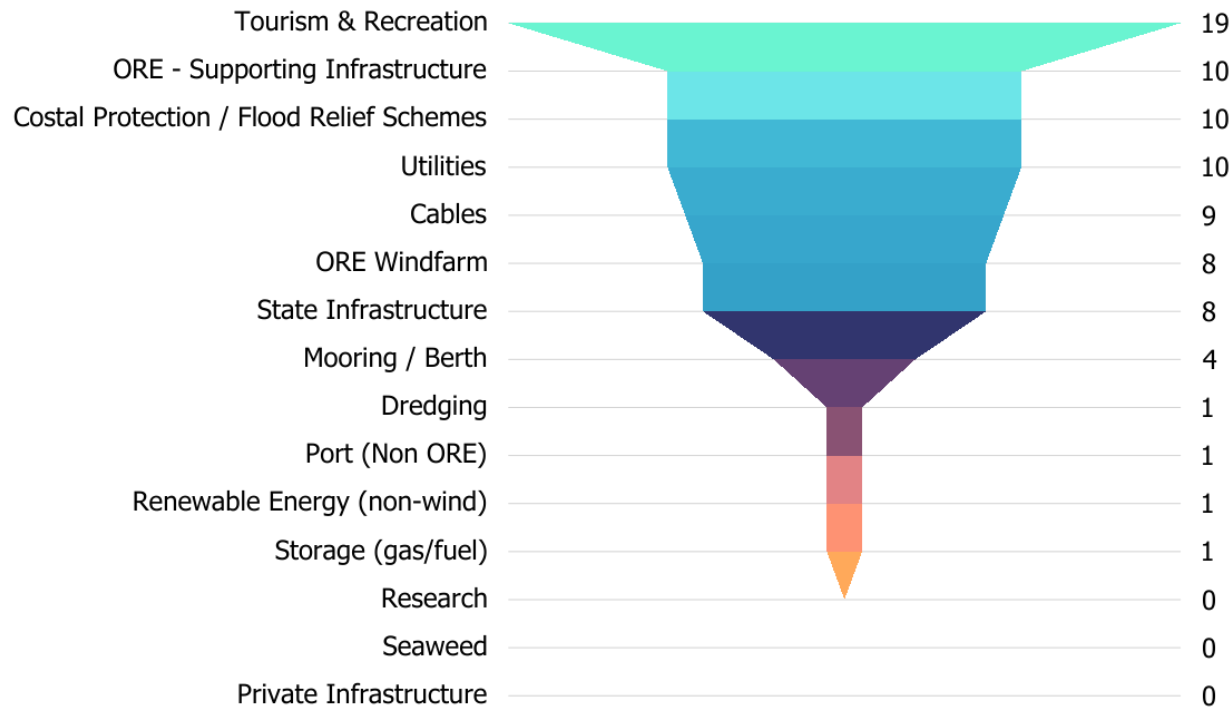 Tourism & Recreation 19
ORE - Supporting Infrastructure 10
Costal Protection / Flood Relief Schemes 10
Utilities 10
Cables 9
ORE Windfarm 8
State Infrastructure 8
Mooring / Berth 4
Dredging 1
Port (Non ORE) 1
Renewable Energy (non-wind) 1
Storage (gas/fuel) 1
Research 0
Seaweed 0
Private Infrastructure 0